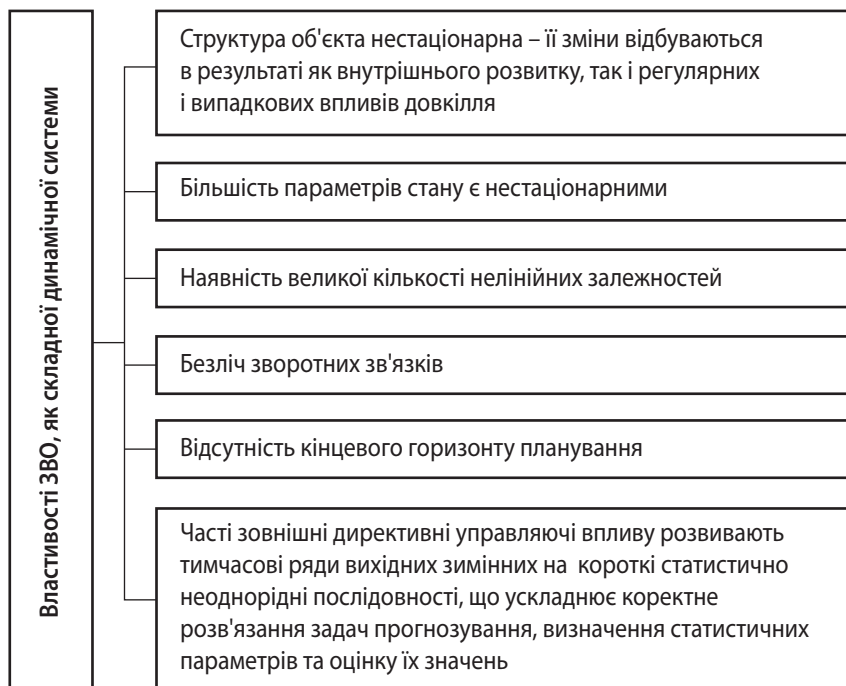 Властивості ЗВО, як складної динамічної системи
Структура об'єкта нестаціонарна – її зміни відбуваються
в результаті як внутрішнього розвитку, так і регулярних
і випадкових впливів довкілля
Більшість параметрів стану є нестаціонарними
Наявність великої кількості нелінійних залежностей
Безліч зворотних зв'язків
Відсутність кінцевого горизонту планування
Часті зовнішні директивні управляючі впливу розвивають
тимчасові ряди вихідних зимінних на короткі статистично
неоднорідні послідовності, що ускладнює коректне
розв'язання задач прогнозування, визначення статистичних
параметрів та оцінку їх значень